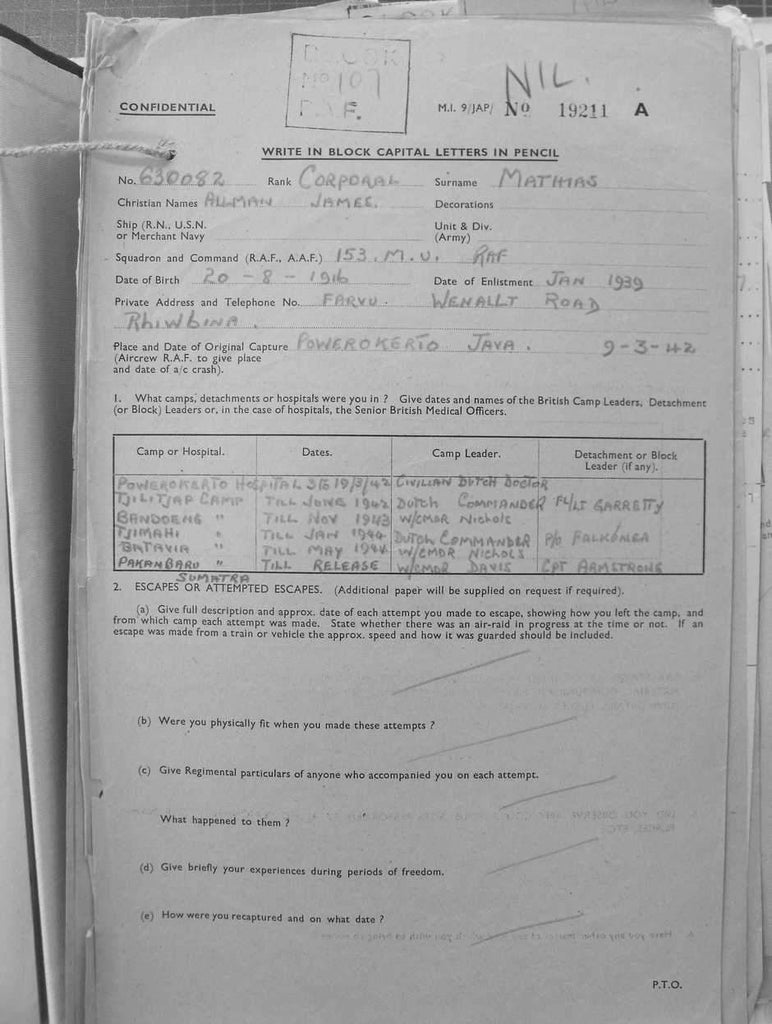 BLOOK
No 107
R.A.F.
NIL.
CONFIDENTIAL
M.I. 9/JAP/ No 19211 A
WRITE IN BLOCK CAPITAL LETTERS IN PENCIL
No. 630082 Rank CORPORAL Surname MATHIAS
Christian Names ALLMAN JAMES. Decorations
Ship (R.N., U.S.N. Unit & Div.
or Merchant Navy (Army)
Squadron and Command (R.A.F., A.A.F.) 153. M.U. RAF
Date of Birth 20 - 8 - 1916 Date of Enlistment JAN 1939
Private Address and Telephone No. FARVU. WENALLT ROAD
RhiwbinA.
Place and Date of Original Capture POWEROKERTO JAVA. 9-3-42
(Aircrew R.A.F. to give place
and date of a/c crash).
1. What camps, detachments or hospitals were you in ? Give dates and names of the British Camp Leaders, Detachment
(or Block) Leaders or, in the case of hospitals, the Senior British Medical Officers.
Camp or Hospital. Dates. Camp Leader. Detachment or Block
Leader (if any).
POWEROKERTO HOSPITAL 19/3/42 CIVILIAN DUTCH DOCTOR
TJILITJAP CAMP TILL JUNE 1942 DUTCH COMMANDER F/LT GARRETTY
BANDOENG " TILL NOV 1943 W/CMDR NICHOLS
TJIMAHI " TILL JAN 1944 DUTCH COMMANDER P/O
BATAVIA " TILL MAY 1944 W/CMDR NICHOLS
PAKANBARU " TILL RELEASE W/CMDR DAVIS CPT ARMSTRONG
SUMATRA
2. ESCAPES OR ATTEMPTED ESCAPES. (Additional paper will be supplied on request if required).
(a) Give full description and approx. date of each attempt you made to escape, showing how you left the camp, and
from which camp each attempt was made. State whether there was an air-raid in progress at the time or not. If an
escape was made from a train or vehicle the approx. speed and how it was guarded should be included.
(b) Were you physically fit when you made these attempts ?
(c) Give Regimental particulars of anyone who accompanied you on each attempt.
What happened to them ?
(d) Give briefly your experiences during periods of freedom.
(e) How were you recaptured and on what date ?
P.T.O.